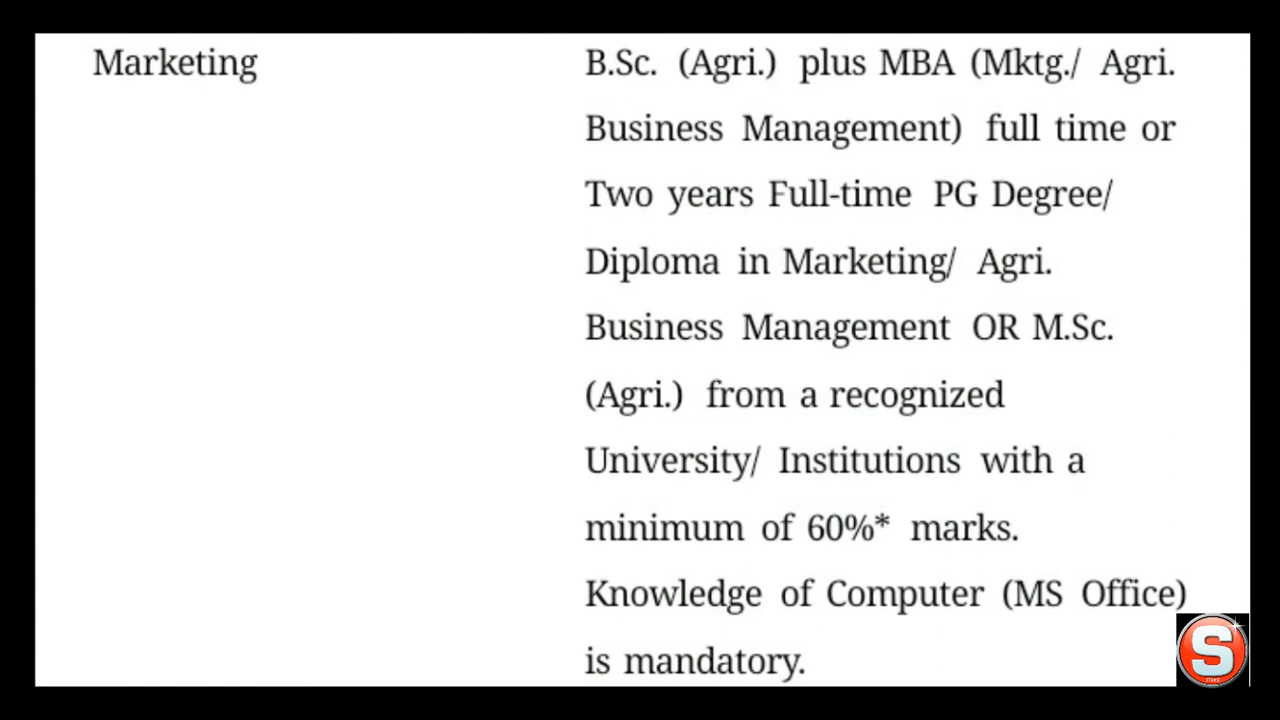 Marketing
B.Sc. (Agri.) plus MBA (Mktg./ Agri.
Business Management) full time or
Two years Full-time PG Degree/
Diploma in Marketing/ Agri.
Business Management OR M.Sc.
(Agri.) from a recognized
University/ Institutions with a
minimum of 60%* marks.
Knowledge of Computer (MS Office)
is mandatory.
S